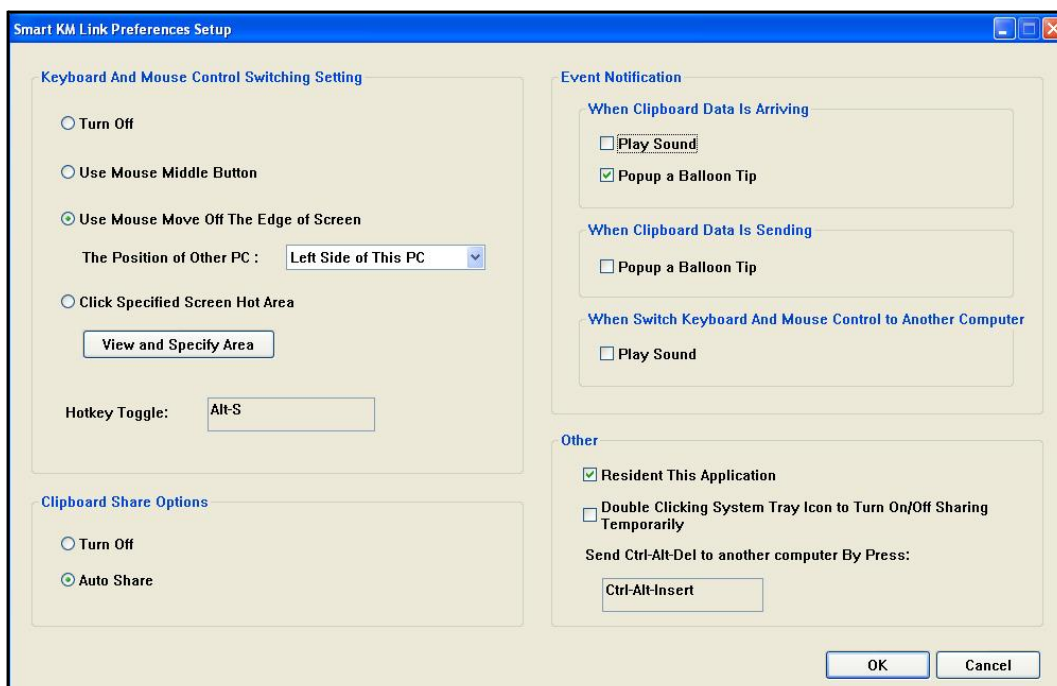 Smart KM Link Preferences Setup
Keyboard And Mouse Control Switching Setting
Turn Off
Use Mouse Middle Button
Use Mouse Move Off The Edge of Screen
The Position of Other PC :
Left Side of This PC
Click Specified Screen Hot Area
View and Specify Area
Hotkey Toggle:
Alt-S
Clipboard Share Options
Turn Off
Auto Share
Event Notification
When Clipboard Data Is Arriving
Play Sound
Popup a Balloon Tip
When Clipboard Data Is Sending
Popup a Balloon Tip
When Switch Keyboard And Mouse Control to Another Computer
Play Sound
Other
Resident This Application
Double Clicking System Tray Icon to Turn On/Off Sharing
Temporarily
Send Ctrl-Alt-Del to another computer By Press:
Ctrl-Alt-Insert
OK
Cancel